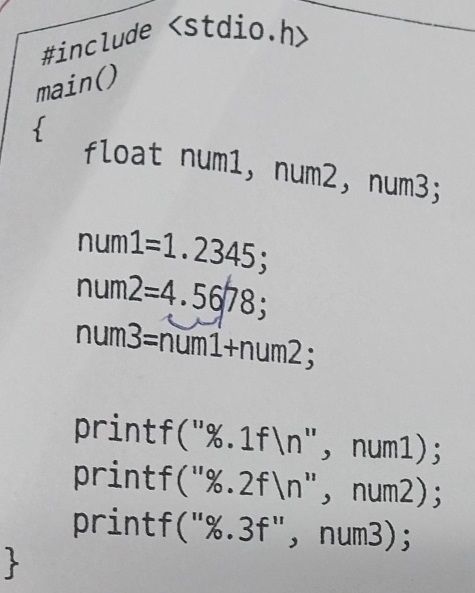 #include <stdio.h>
main()
{
float num1, num2, num3;
num1=1.2345;
num2=4.5678;
num3=num1+num2;
printf("%.1f\n", num1);
printf("%.2f\n", num2);
printf("%.3f", num3);
}